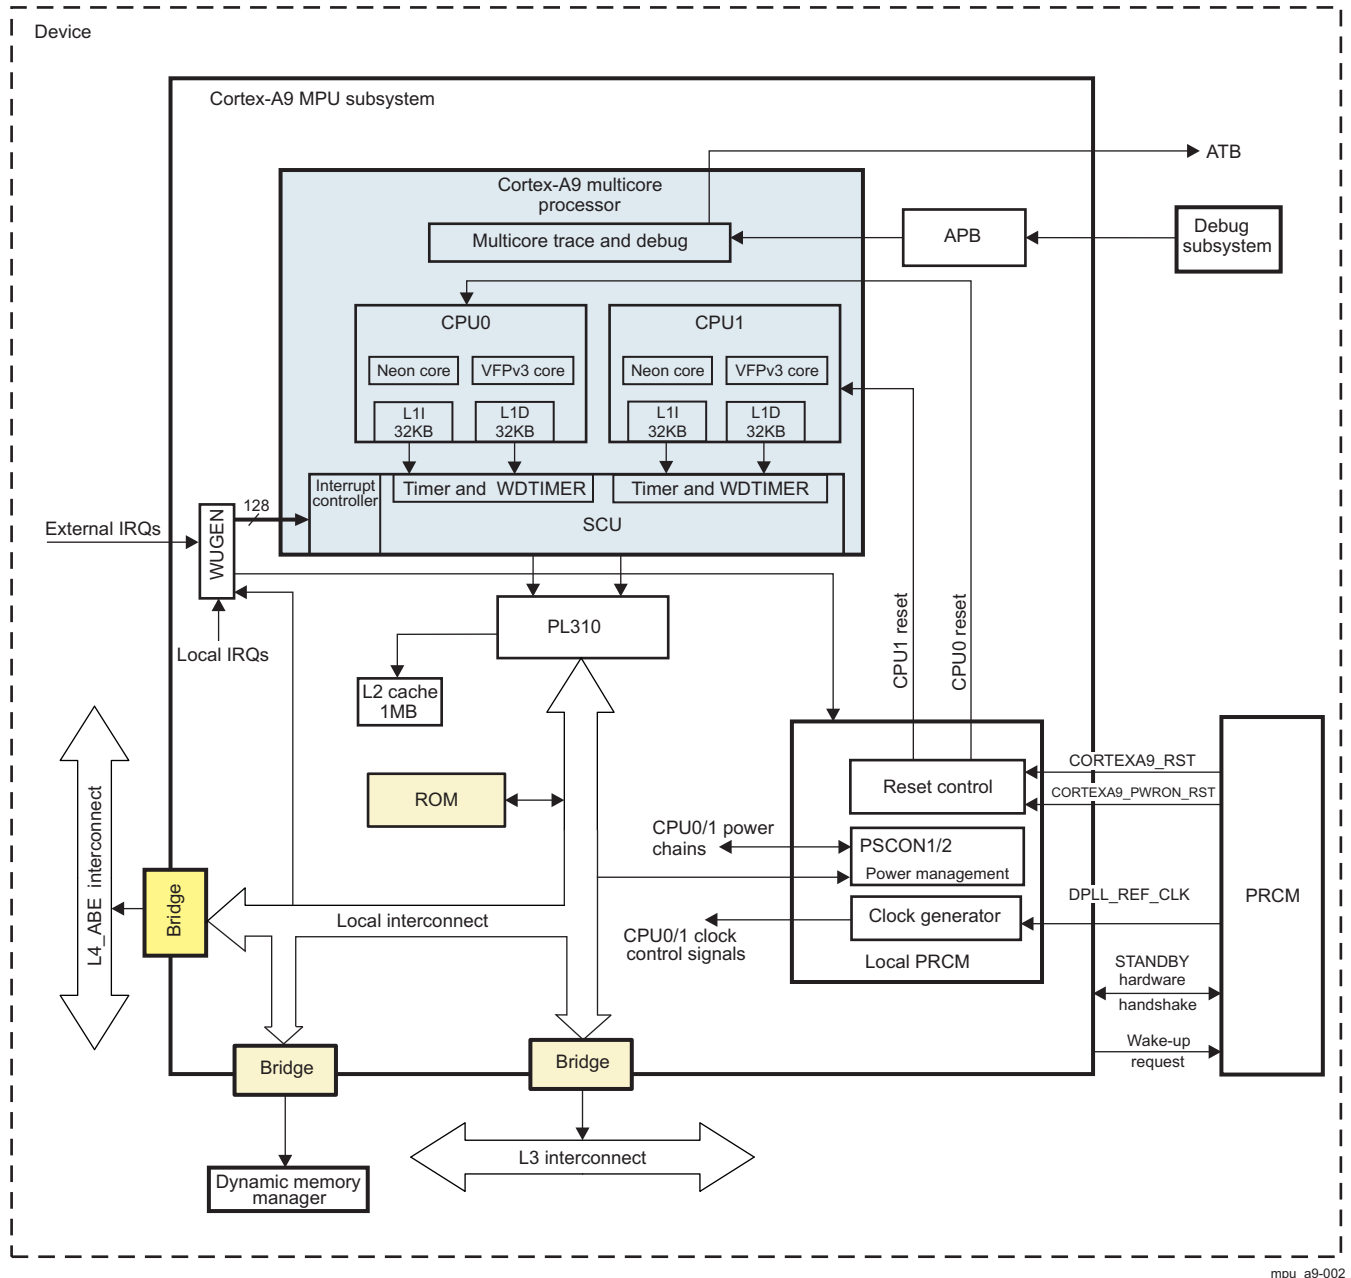 Device
Cortex-A9 MPU subsystem
ATB
Cortex-A9 multicore
processor
Multicore trace and debug
APB
Debug
subsystem
CPU0
CPU1
Neon core
VFPv3 core
Neon core
VFPv3 core
L1I
32KB
L1D
32KB
L1I
32KB
L1D
32KB
Interrupt
controller
Timer and WDTIMER
Timer and WDTIMER
SCU
128
External IRQs
WUGEN
Local IRQs
PL310
L2 cache
1MB
CPU1 reset
CPU0 reset
ROM
Reset control
CORTEXA9_RST
CORTEXA9_PWRON_RST
CPU0/1 power
chains
PSCON1/2
Power management
Clock generator
DPLL_REF_CLK
PRCM
CPU0/1 clock
control signals
Local PRCM
STANDBY
hardware
handshake
Wake-up
request
L4_ABE interconnect
Bridge
Local interconnect
Bridge
Bridge
L3 interconnect
Dynamic memory
manager
mpu_a9-002